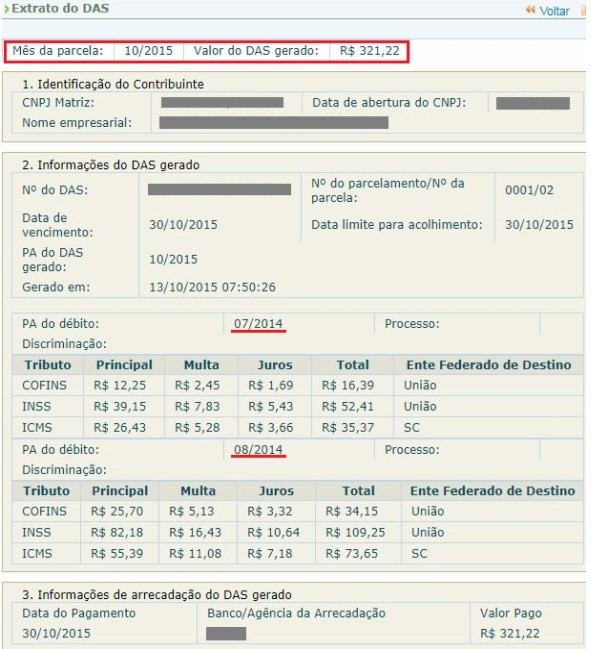 Extrato do DAS
Voltar
Mês da parcela: 10/2015 Valor do DAS gerado: R$ 321,22
1. Identificação do Contribuinte
CNPJ Matriz: Data de abertura do CNPJ:
Nome empresarial:
2. Informações do DAS gerado
Nº do DAS: Nº do parcelamento/Nº da parcela: 0001/02
Data de vencimento: 30/10/2015 Data limite para acolhimento: 30/10/2015
PA do DAS gerado: 10/2015
Gerado em: 13/10/2015 07:50:26
PA do débito: 07/2014 Processo:
Discriminação:
Tributo Principal Multa Juros Total Ente Federado de Destino
COFINS R$ 12,25 R$ 2,45 R$ 1,69 R$ 16,39 União
INSS R$ 39,15 R$ 7,83 R$ 5,43 R$ 52,41 União
ICMS R$ 26,43 R$ 5,28 R$ 3,66 R$ 35,37 SC
PA do débito: 08/2014 Processo:
Discriminação:
Tributo Principal Multa Juros Total Ente Federado de Destino
COFINS R$ 25,70 R$ 5,13 R$ 3,32 R$ 34,15 União
INSS R$ 82,18 R$ 16,43 R$ 10,64 R$ 109,25 União
ICMS R$ 55,39 R$ 11,08 R$ 7,18 R$ 73,65 SC
3. Informações de arrecadação do DAS gerado
Data do Pagamento Banco/Agência da Arrecadação Valor Pago
30/10/2015 R$ 321,22